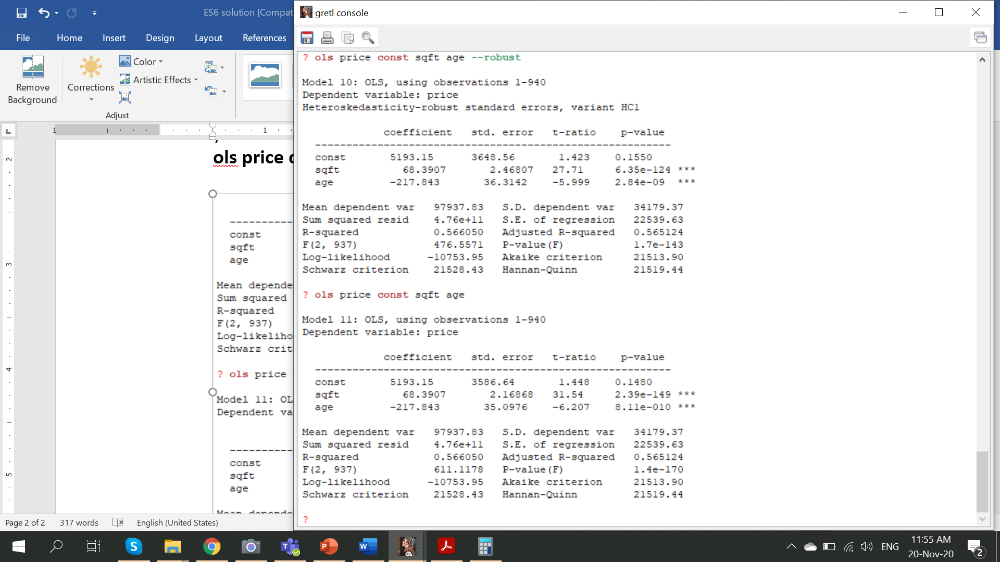 ES6 solution [Compat
gretl console
File Home Insert Design Layout References
Remove Background
Corrections
Color
Artistic Effects
Adjust
1 1
ols price
const
sqft
age
Mean depende
Sum squared
R-squared
F(2, 937)
Log-likeliho
Schwarz crit
? ols price
Model 11: OL
Dependent va
const
sqft
age
Mean depende
2
3
4
5
? ols price const sqft age --robust
Model 10: OLS, using observations 1-940
Dependent variable: price
Heteroskedasticity-robust standard errors, variant HC1
coefficient std. error t-ratio p-value
-----------------------------------------------------------
const 5193.15 3648.56 1.423 0.1550
sqft 68.3907 2.46807 27.71 6.35e-124 ***
age -217.843 36.3142 -5.999 2.84e-09 ***
Mean dependent var 97937.83 S.D. dependent var 34179.37
Sum squared resid 4.76e+11 S.E. of regression 22539.63
R-squared 0.566050 Adjusted R-squared 0.565124
F(2, 937) 476.5571 P-value(F) 1.7e-143
Log-likelihood -10753.95 Akaike criterion 21513.90
Schwarz criterion 21528.43 Hannan-Quinn 21519.44
? ols price const sqft age
Model 11: OLS, using observations 1-940
Dependent variable: price
coefficient std. error t-ratio p-value
-----------------------------------------------------------
const 5193.15 3586.64 1.448 0.1480
sqft 68.3907 2.16868 31.54 2.39e-149 ***
age -217.843 35.0976 -6.207 8.11e-010 ***
Mean dependent var 97937.83 S.D. dependent var 34179.37
Sum squared resid 4.76e+11 S.E. of regression 22539.63
R-squared 0.566050 Adjusted R-squared 0.565124
F(2, 937) 611.1178 P-value(F) 1.4e-170
Log-likelihood -10753.95 Akaike criterion 21513.90
Schwarz criterion 21528.43 Hannan-Quinn 21519.44
?
Page 2 of 2 317 words English (United States)
ENG
11:55 AM
20-Nov-20
2